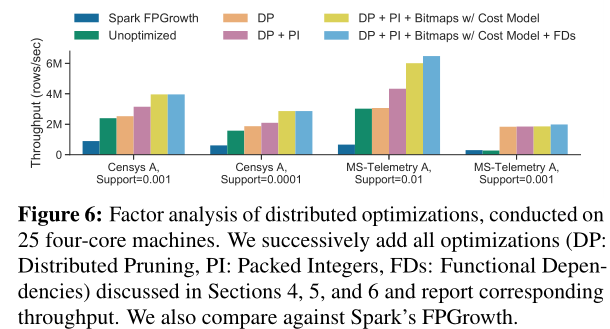 Spark FPGrowth
DP
DP + PI + Bitmaps w/ Cost Model
Unoptimized
DP + PI
DP + PI + Bitmaps w/ Cost Model + FDs
Throughput (rows/sec)
6M
4M
2M
0
Censys A,
Support=0.001
Censys A,
Support=0.0001
MS-Telemetry A,
Support=0.01
MS-Telemetry A,
Support=0.001
Figure 6: Factor analysis of distributed optimizations, conducted on
25 four-core machines. We successively add all optimizations (DP:
Distributed Pruning, PI: Packed Integers, FDs: Functional Depen-
dencies) discussed in Sections 4, 5, and 6 and report corresponding
throughput. We also compare against Spark's FPGrowth.